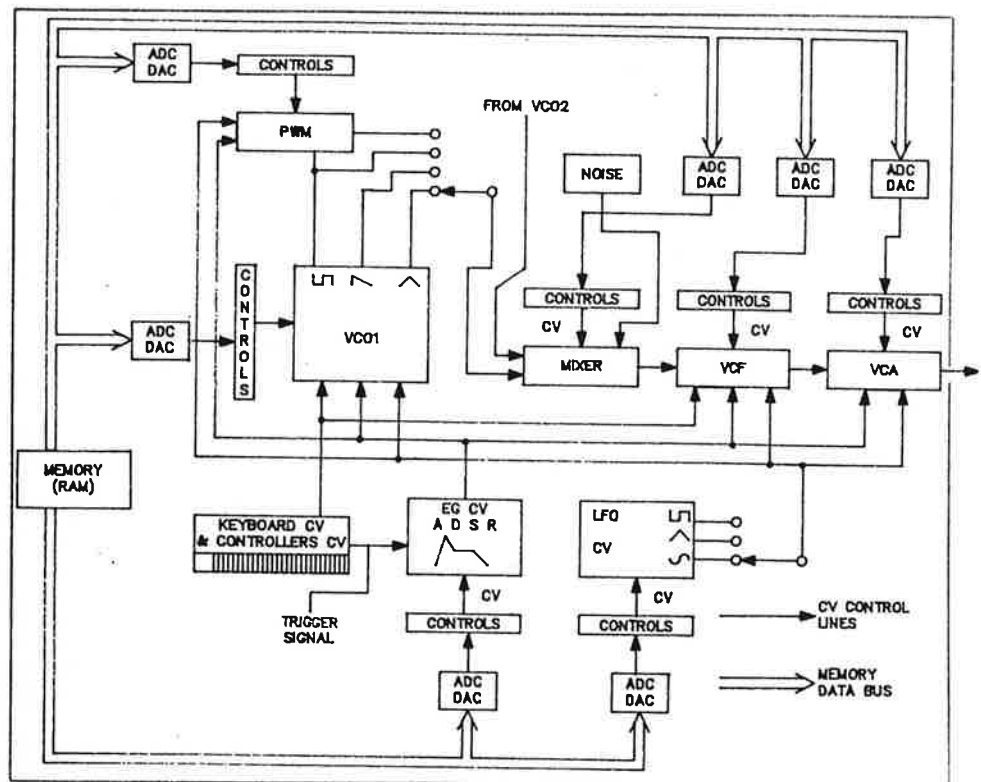 ADC
DAC
CONTROLS
PWM
FROM VCO2
NOISE
ADC
DAC
ADC
DAC
ADC
DAC
CONTROLS
VCO1
ADC
DAC
CONTROLS
CV
MIXER
CONTROLS
CV
VCF
CONTROLS
CV
VCA
MEMORY
(RAM)
KEYBOARD CV
& CONTROLLERS CV
TRIGGER
SIGNAL
EG CV
A D S R
CV
CONTROLS
ADC
DAC
LFO
CV
CV
CONTROLS
ADC
DAC
CV CONTROL
LINES
MEMORY
DATA BUS